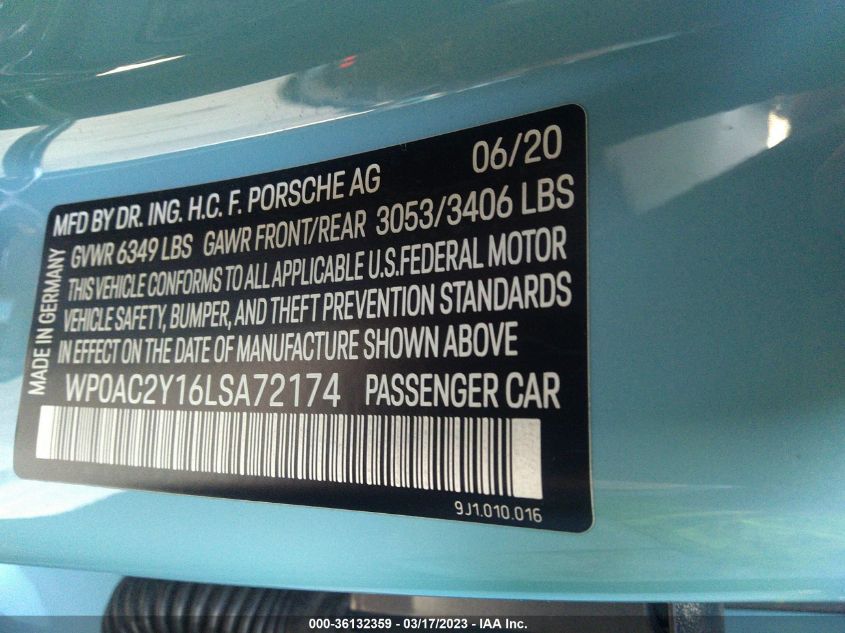 MFD BY DR. ING. H.C. F. PORSCHE AG 06/20
GVWR 6349 LBS GAWR FRONT/REAR 3053/3406 LBS
THIS VEHICLE CONFORMS TO ALL APPLICABLE U.S.FEDERAL MOTOR
VEHICLE SAFETY, BUMPER, AND THEFT PREVENTION STANDARDS
IN EFFECT ON THE DATE OF MANUFACTURE SHOWN ABOVE
MADE IN GERMANY
WP0AC2Y16LSA72174 PASSENGER CAR
9J1.010.016
000-36132359 - 03/17/2023 - IAA Inc.